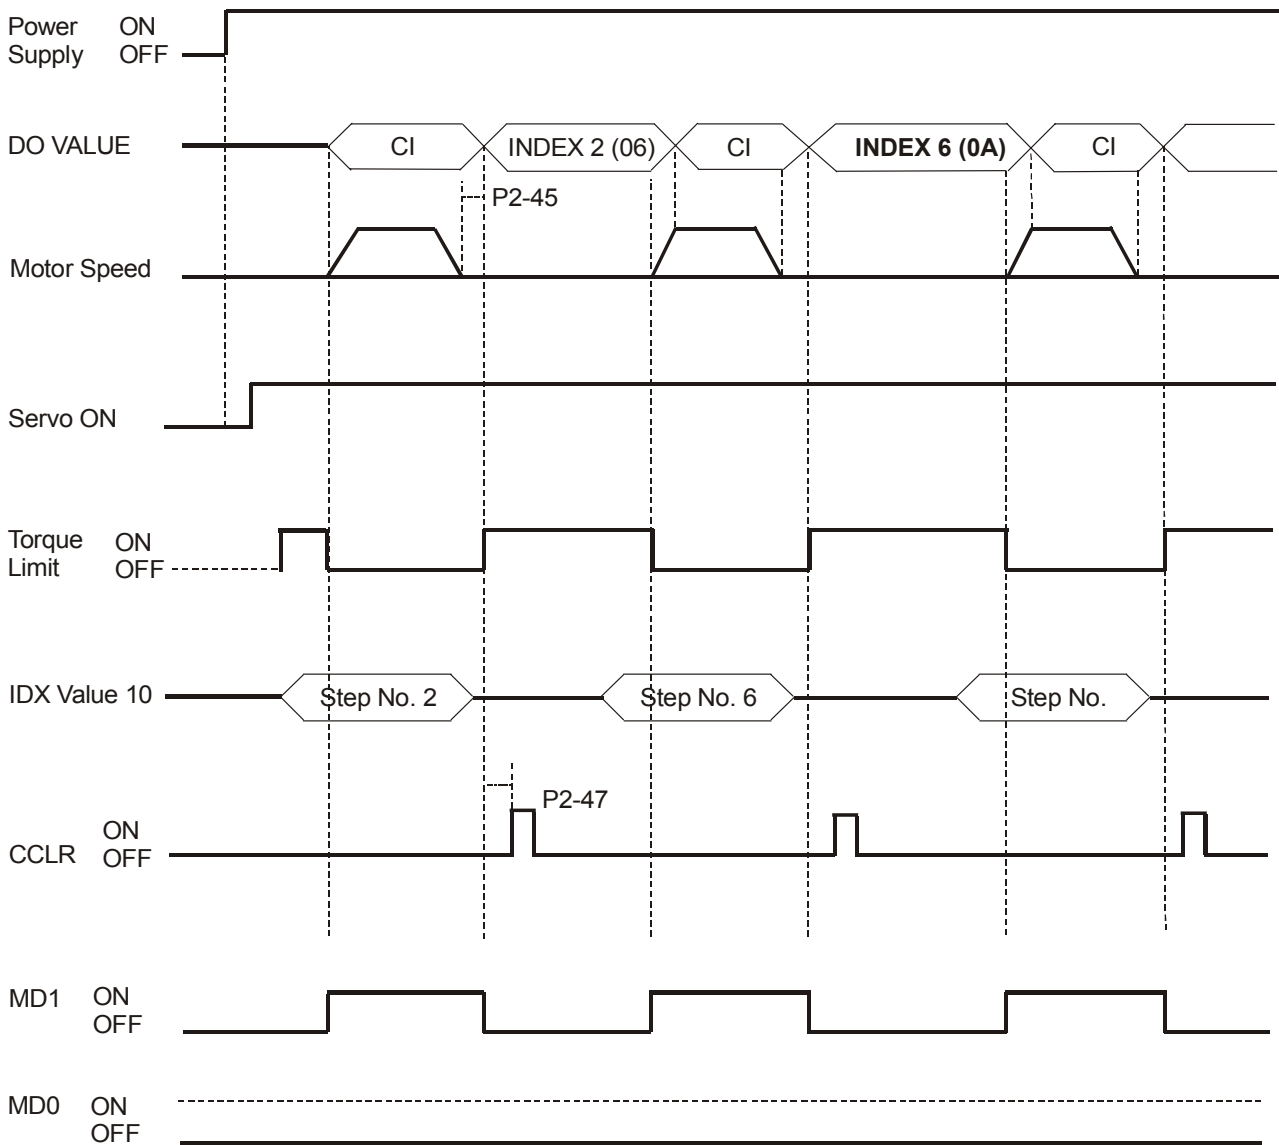 Power ON
Supply OFF
DO VALUE CI INDEX 2 (06) CI INDEX 6 (0A) CI
P2-45
Motor Speed
Servo ON
Torque ON
Limit OFF
IDX Value 10 Step No. 2 Step No. 6 Step No.
P2-47
ON
CCLR OFF
MD1 ON
OFF
MD0 ON
OFF